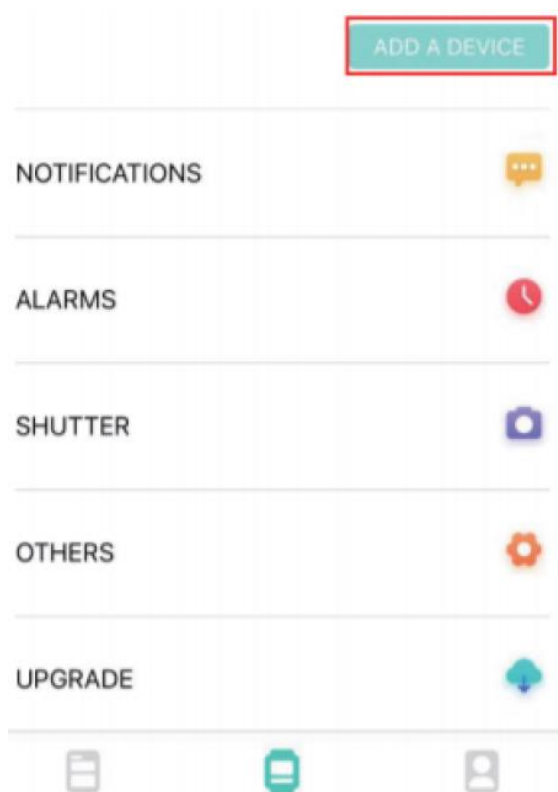 ADD A DEVICE
NOTIFICATIONS
ALARMS
SHUTTER
OTHERS
UPGRADE